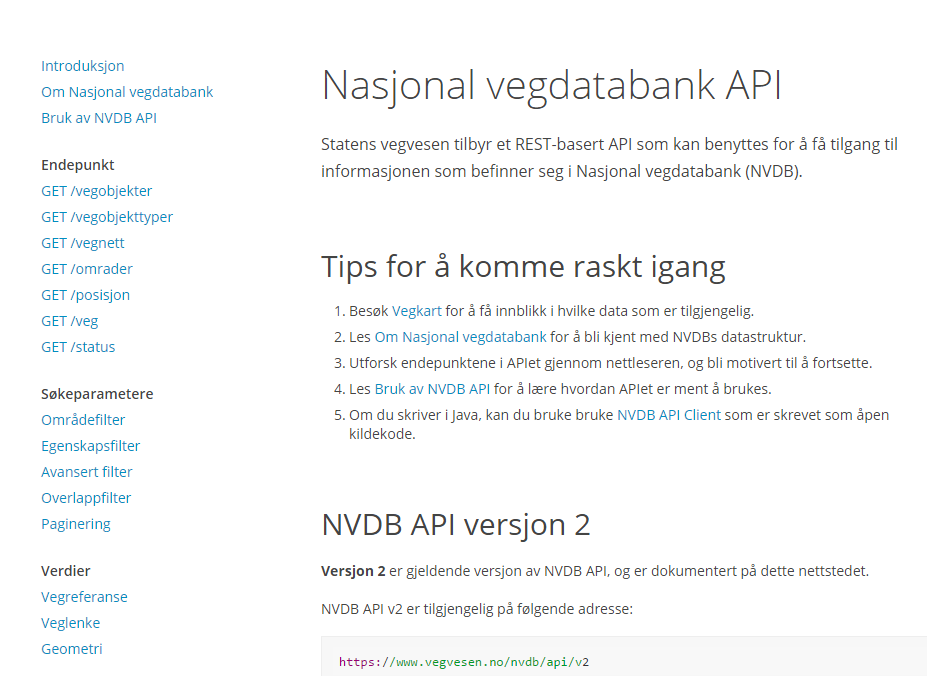 Introduksjon
Om Nasjonal vegdatabank
Bruk av NVDB API
Endepunkt
GET /vegobjekter
GET /vegobjekttyper
GET /vegnett
GET /omrader
GET /posisjon
GET /veg
GET /status
Søkeparametere
Områdefilter
Egenskapsfilter
Avansert filter
Overlappfilter
Paginering
Verdier
Vegreferanse
Veglenke
Geometri
Nasjonal vegdatabank API
Statens vegvesen tilbyr et REST-basert API som kan benyttes for å få tilgang til
informasjonen som befinner seg i Nasjonal vegdatabank (NVDB).
Tips for å komme raskt igang
1. Besøk Vegkart for å få innblikk i hvilke data som er tilgjengelig.
2. Les Om Nasjonal vegdatabank for å bli kjent med NVDBs datastruktur.
3. Utforsk endepunktene i APIet gjennom nettleseren, og bli motivert til å fortsette.
4. Les Bruk av NVDB API for å lære hvordan APIet er ment å brukes.
5. Om du skriver i Java, kan du bruke bruke NVDB API Client som er skrevet som åpen
kildekode.
NVDB API versjon 2
Versjon 2 er gjeldende versjon av NVDB API, og er dokumentert på dette nettstedet.
NVDB API v2 er tilgjengelig på følgende adresse:
https://www.vegvesen.no/nvdb/api/v2